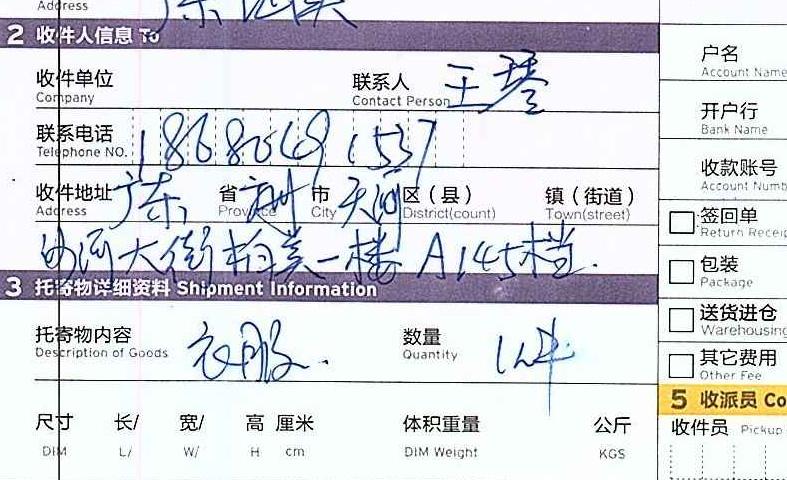 Address
2 收件人信息 To
收件单位 联系人 王琴
Company Contact Person
联系电话 18680491557
Telephone NO.
收件地址 广东 省 广州 市 天河 区（县） 镇（街道）
Address Province City District(count) Town(street)
沙河大街柏美一楼A145档.
3 托寄物详细资料 Shipment Information
托寄物内容 衣服. 数量 1件
Description of Goods Quantity
尺寸 长/ 宽/ 高 厘米 体积重量 公斤
DIM L/ W/ H cm DIM Weight KGS
户名
Account Name
开户行
Bank Name
收款账号
Account Numb
签回单
Return Receip
包装
Package
送货进仓
Warehousing
其它费用
Other Fee
5 收派员 Co
收件员 Pickup